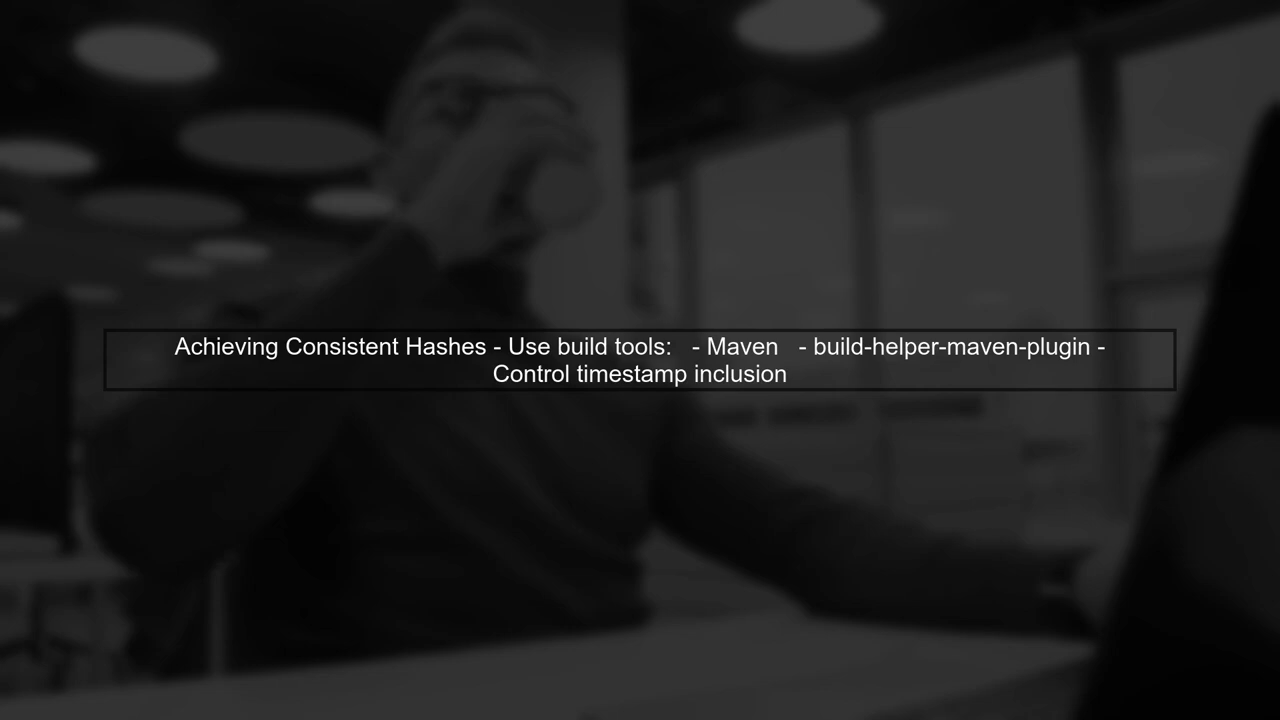 Achieving Consistent Hashes - Use build tools:   - Maven   - build-helper-maven-plugin -
Control timestamp inclusion